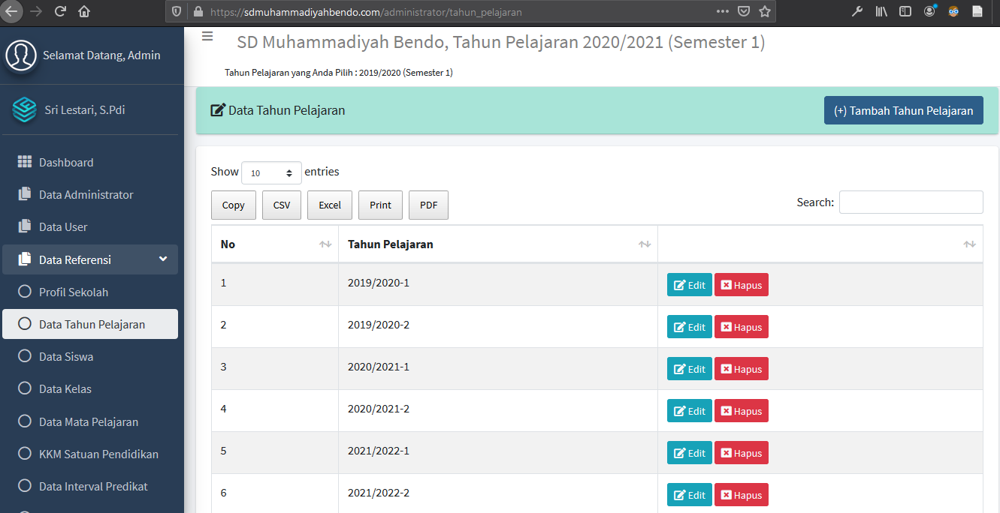 https://sdmuhammadiyahbendo.com/administrator/tahun_pelajaran
Selamat Datang, Admin
Sri Lestari, S.Pdi
Dashboard
Data Administrator
Data User
Data Referensi
Profil Sekolah
Data Tahun Pelajaran
Data Siswa
Data Kelas
Data Mata Pelajaran
KKM Satuan Pendidikan
Data Interval Predikat
SD Muhammadiyah Bendo, Tahun Pelajaran 2020/2021 (Semester 1)
Tahun Pelajaran yang Anda Pilih : 2019/2020 (Semester 1)
Data Tahun Pelajaran
(+) Tambah Tahun Pelajaran
Show 10 entries
Copy CSV Excel Print PDF
Search:
No Tahun Pelajaran
1 2019/2020-1 Edit Hapus
2 2019/2020-2 Edit Hapus
3 2020/2021-1 Edit Hapus
4 2020/2021-2 Edit Hapus
5 2021/2022-1 Edit Hapus
6 2021/2022-2 Edit Hapus